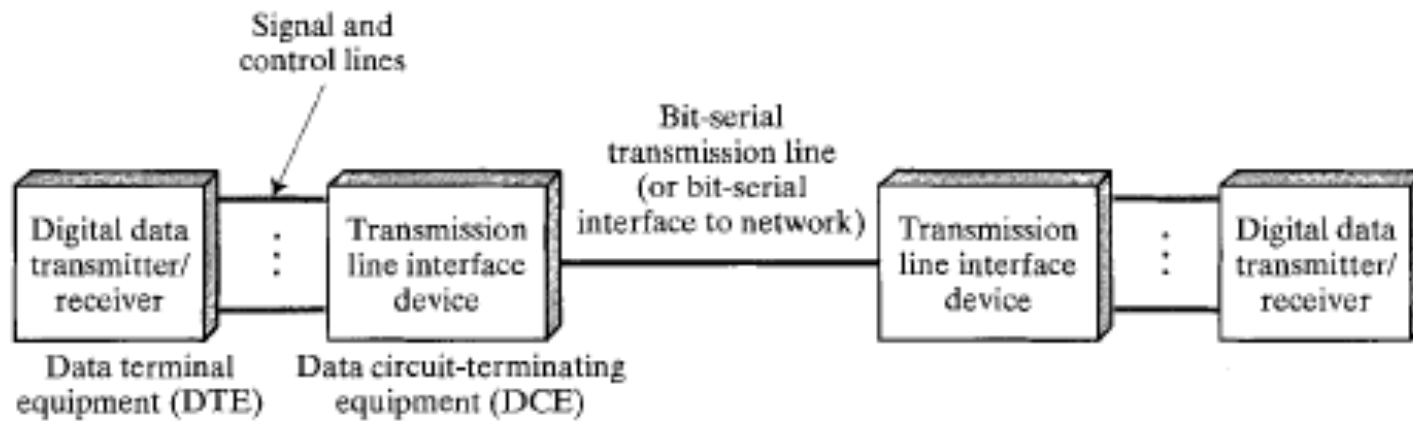 Signal and
control lines
Bit-serial
transmission line
(or bit-serial
interface to network)
Digital data
transmitter/
receiver
Transmission
line interface
device
Transmission
line interface
device
Digital data
transmitter/
receiver
Data terminal
equipment (DTE)
Data circuit-terminating
equipment (DCE)